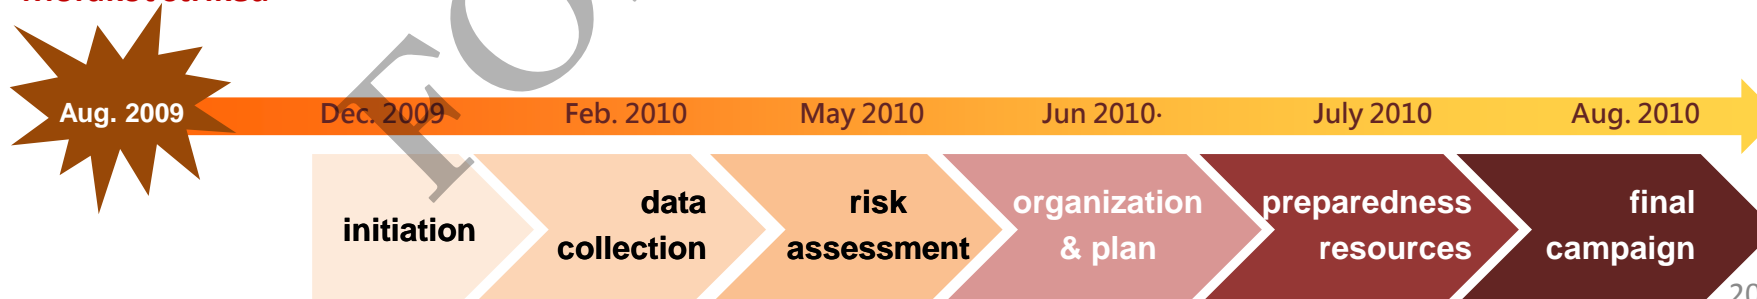 Aug. 2009
Dec. 2009
Feb. 2010
May 2010
Jun 2010.
July 2010
Aug. 2010
initiation
data
collection
risk
assessment
organization
& plan
preparedness
resources
final
campaign